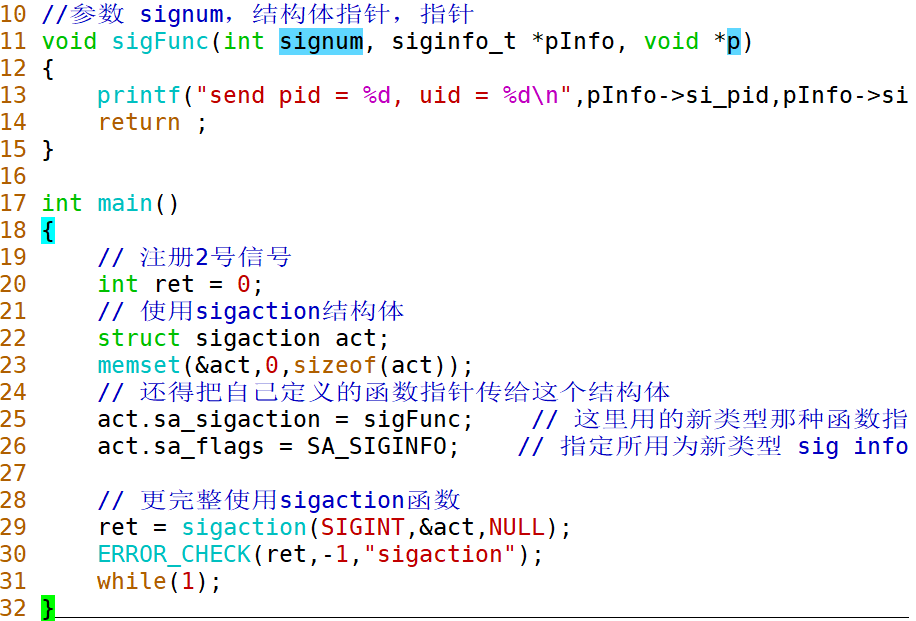 10 //参数 signum，结构体指针，指针
11 void sigFunc(int signum, siginfo_t *pInfo, void *p)
12 {
13     printf("send pid = %d, uid = %d\n",pInfo->si_pid,pInfo->si
14     return ;
15 }
16
17 int main()
18 {
19     // 注册2号信号
20     int ret = 0;
21     // 使用sigaction结构体
22     struct sigaction act;
23     memset(&act,0,sizeof(act));
24     // 还得把自己定义的函数指针传给这个结构体
25     act.sa_sigaction = sigFunc;    // 这里用的新类型那种函数指
26     act.sa_flags = SA_SIGINFO;    // 指定所用为新类型 sig info
27
28     // 更完整使用sigaction函数
29     ret = sigaction(SIGINT,&act,NULL);
30     ERROR_CHECK(ret,-1,"sigaction");
31     while(1);
32 }